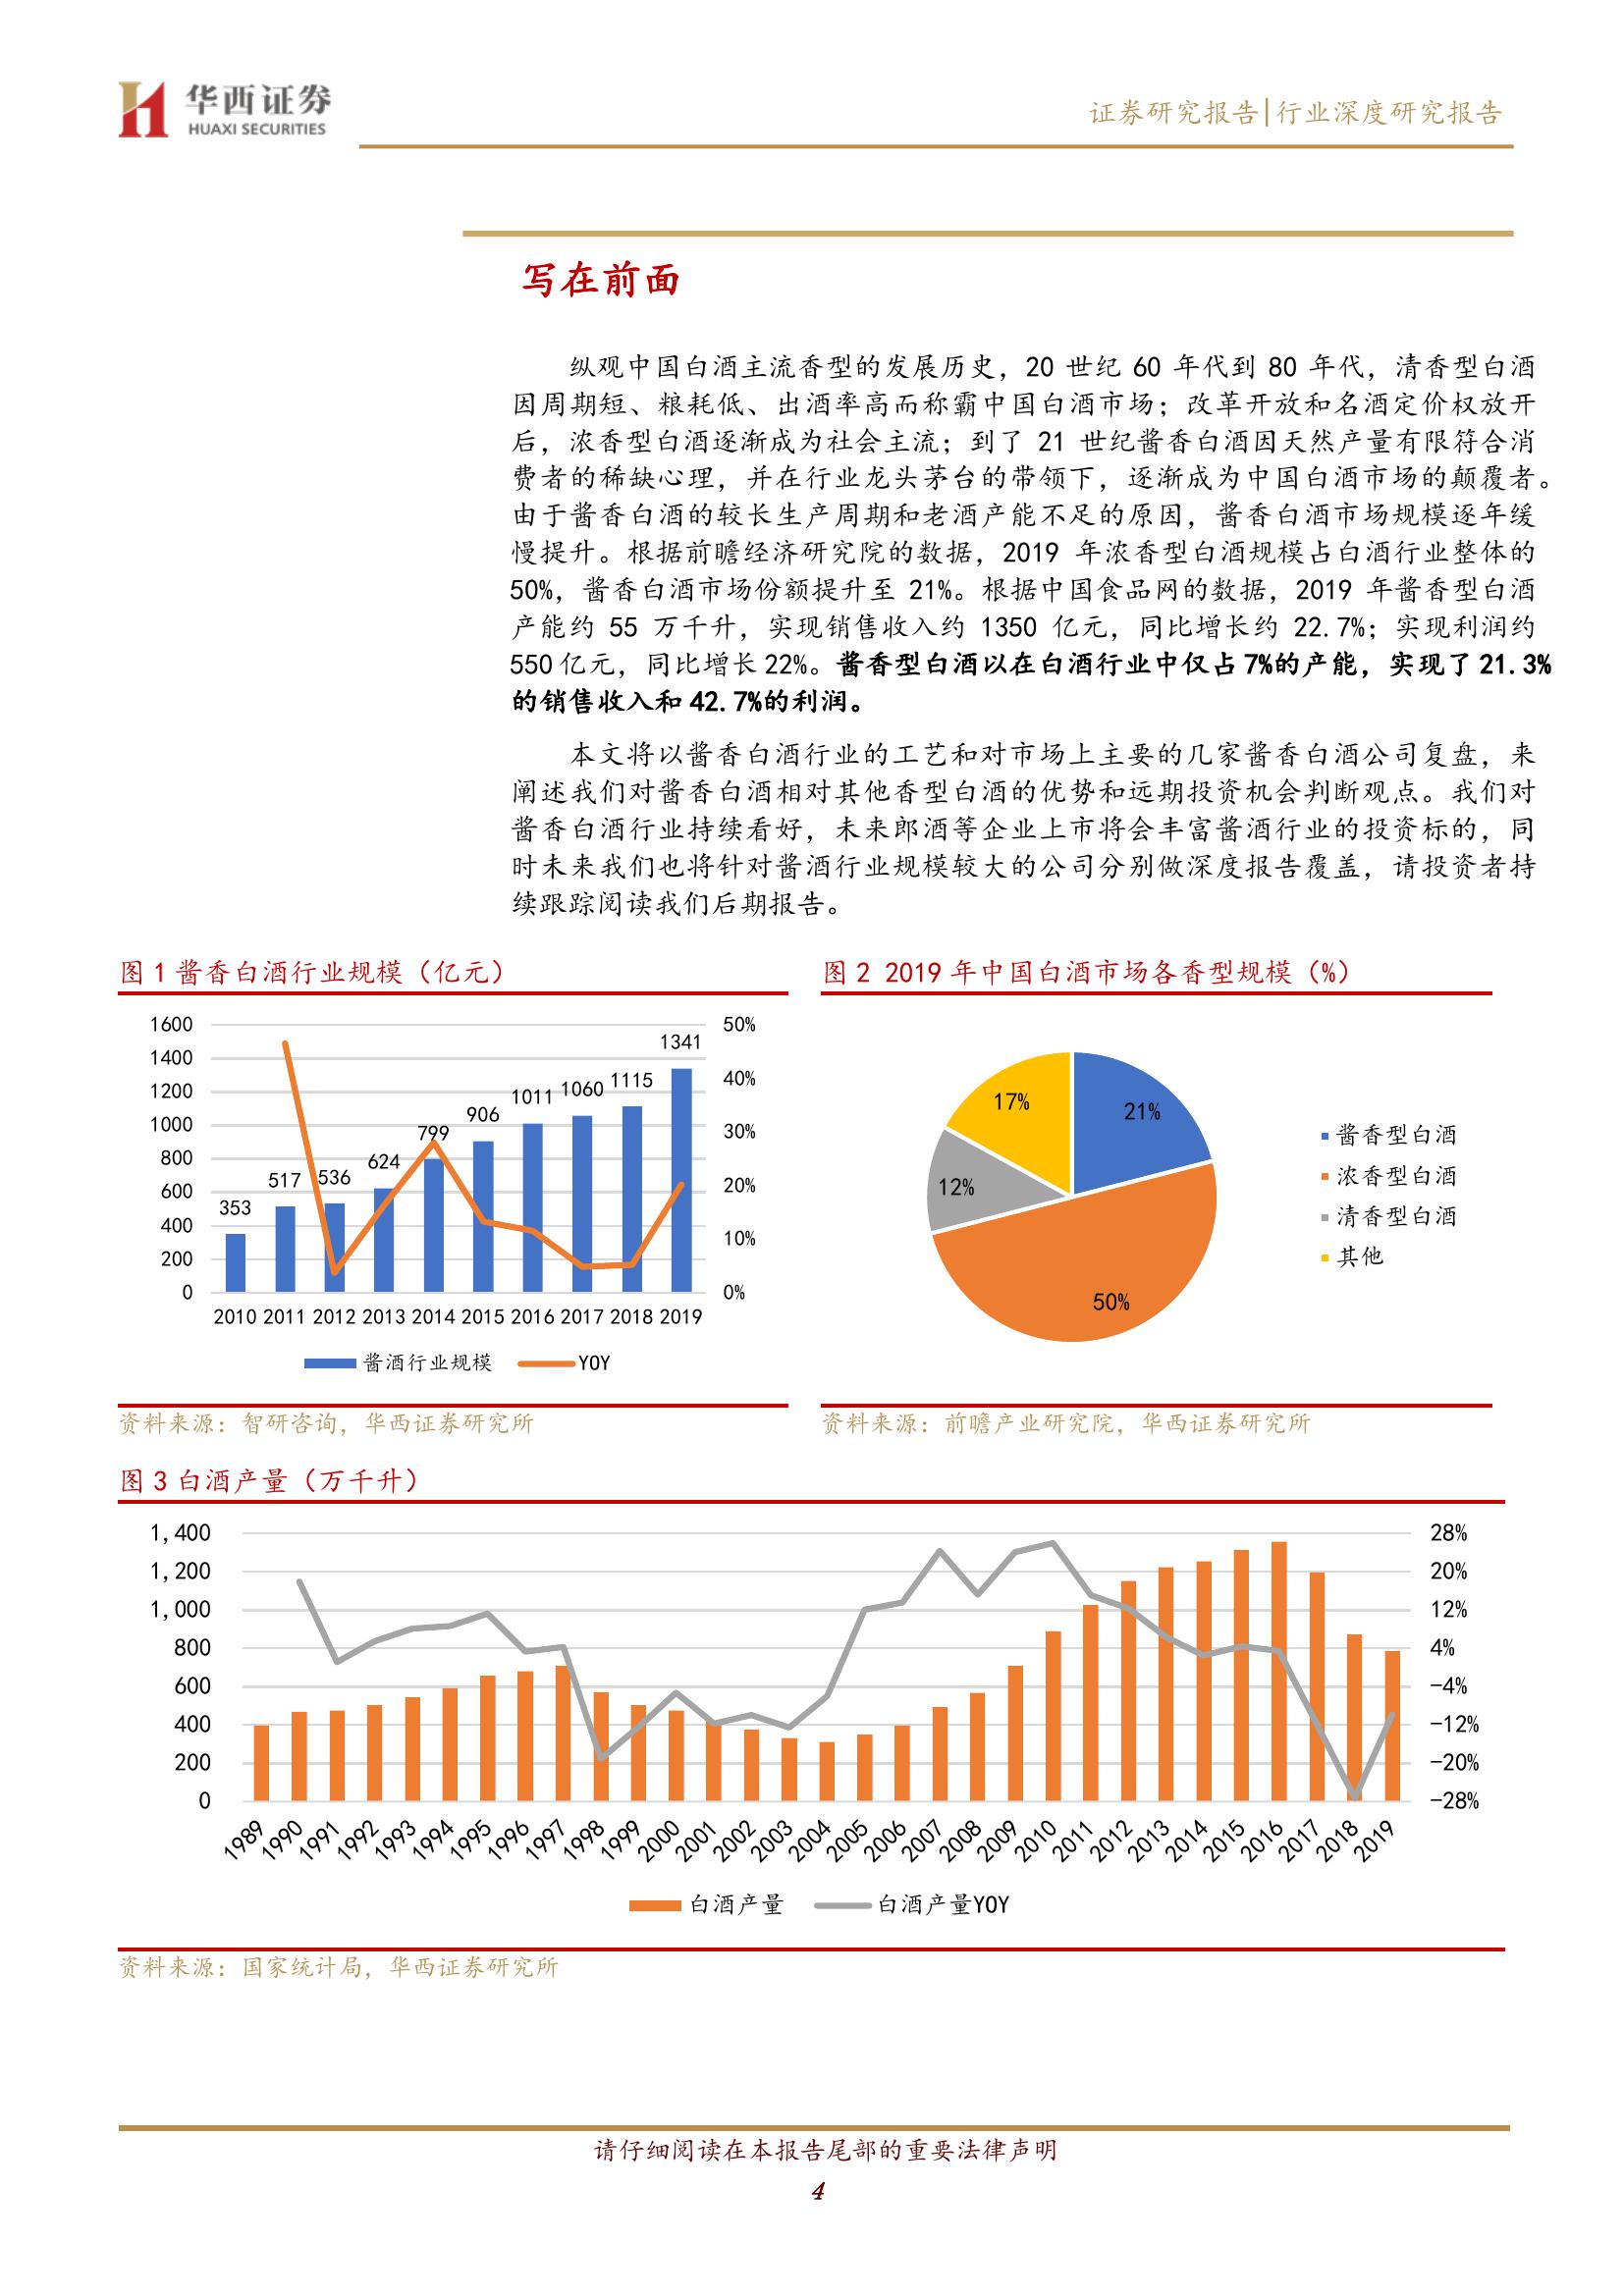 华西证券
HUAXI SECURITIES
证券研究报告|行业深度研究报告
写在前面
纵观中国白酒主流香型的发展历史，20 世纪 60 年代到 80 年代，清香型白酒
因周期短、粮耗低、出酒率高而称霸中国白酒市场；改革开放和名酒定价权放开
后，浓香型白酒逐渐成为社会主流；到了 21 世纪酱香白酒因天然产量有限符合消
费者的稀缺心理，并在行业龙头茅台的带领下，逐渐成为中国白酒市场的颠覆者。
由于酱香白酒的较长生产周期和老酒产能不足的原因，酱香白酒市场规模逐年缓
慢提升。根据前瞻经济研究院的数据，2019 年浓香型白酒规模占白酒行业整体的
50%，酱香白酒市场份额提升至 21%。根据中国食品网的数据，2019 年酱香型白酒
产能约 55 万千升，实现销售收入约 1350 亿元，同比增长约 22.7%；实现利润约
550 亿元，同比增长 22%。酱香型白酒以在白酒行业中仅占 7%的产能，实现了 21.3%
的销售收入和 42.7%的利润。
本文将以酱香白酒行业的工艺和对市场上主要的几家酱香白酒公司复盘，来
阐述我们对酱香白酒相对其他香型白酒的优势和远期投资机会判断观点。我们对
酱香白酒行业持续看好，未来郎酒等企业上市将会丰富酱酒行业的投资标的，同
时未来我们也将针对酱酒行业规模较大的公司分别做深度报告覆盖，请投资者持
续跟踪阅读我们后期报告。
图 1 酱香白酒行业规模（亿元）
1600
1400
1200
1000
800
600
400
200
0
50%
40%
30%
20%
10%
0%
353
517
536
624
799
906
1011
1060
1115
1341
2010 2011 2012 2013 2014 2015 2016 2017 2018 2019
酱酒行业规模 YOY
资料来源：智研咨询，华西证券研究所
图 2 2019 年中国白酒市场各香型规模（%）
21%
50%
12%
17%
酱香型白酒
浓香型白酒
清香型白酒
其他
资料来源：前瞻产业研究院，华西证券研究所
图 3 白酒产量（万千升）
1,400
1,200
1,000
800
600
400
200
0
28%
20%
12%
4%
-4%
-12%
-20%
-28%
1989 1990 1991 1992 1993 1994 1995 1996 1997 1998 1999 2000 2001 2002 2003 2004 2005 2006 2007 2008 2009 2010 2011 2012 2013 2014 2015 2016 2017 2018 2019
白酒产量 白酒产量YOY
资料来源：国家统计局，华西证券研究所
请仔细阅读在本报告尾部的重要法律声明
4